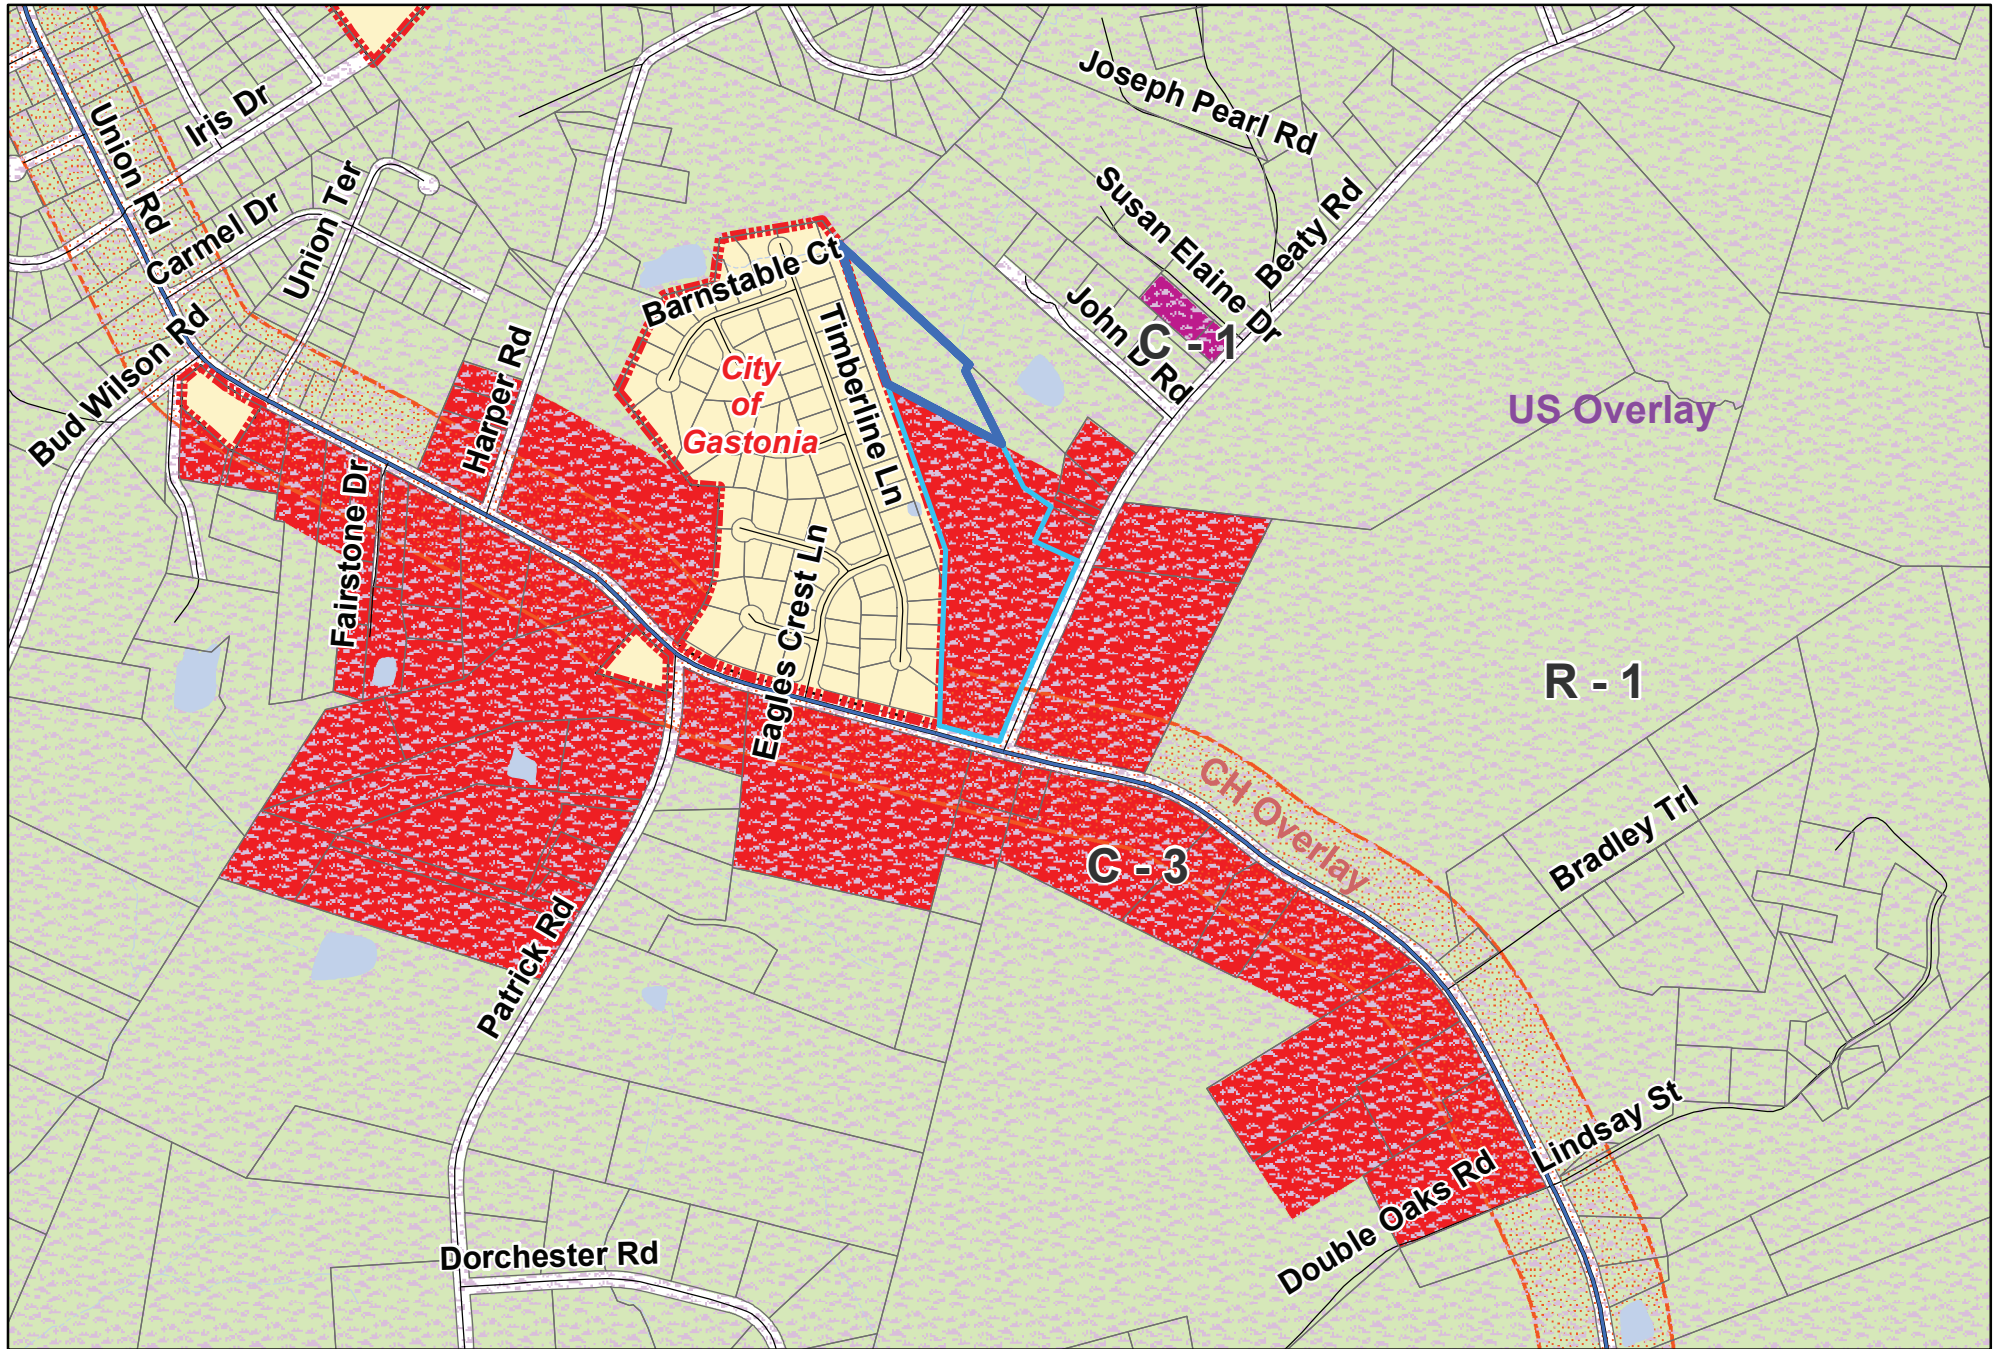 Joseph Pearl Rd
Iris Dr
Union Rd
Union Ter
Susan Elaine Dr
Beaty Rd
Carmel Dr
Barnstable Ct
John D Rd
C - 1
Bud Wilson Rd
Timberline Ln
Harper Rd
City
of
Gastonia
US Overlay
Fairstone Dr
Eagles Crest Ln
R - 1
CH Overlay
C - 3
Bradley Trl
Patrick Rd
Lindsay St
Double Oaks Rd
Dorchester Rd